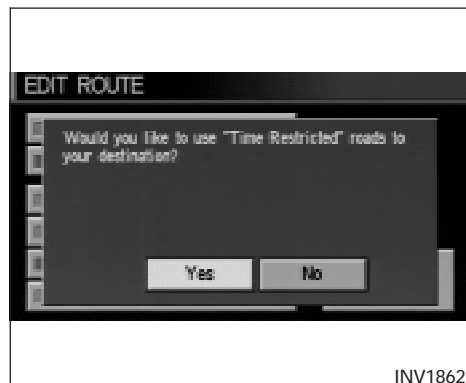 EDIT ROUTE
Would you like to use "Time Restricted" roads to
your destination?
Yes
No
INV1862